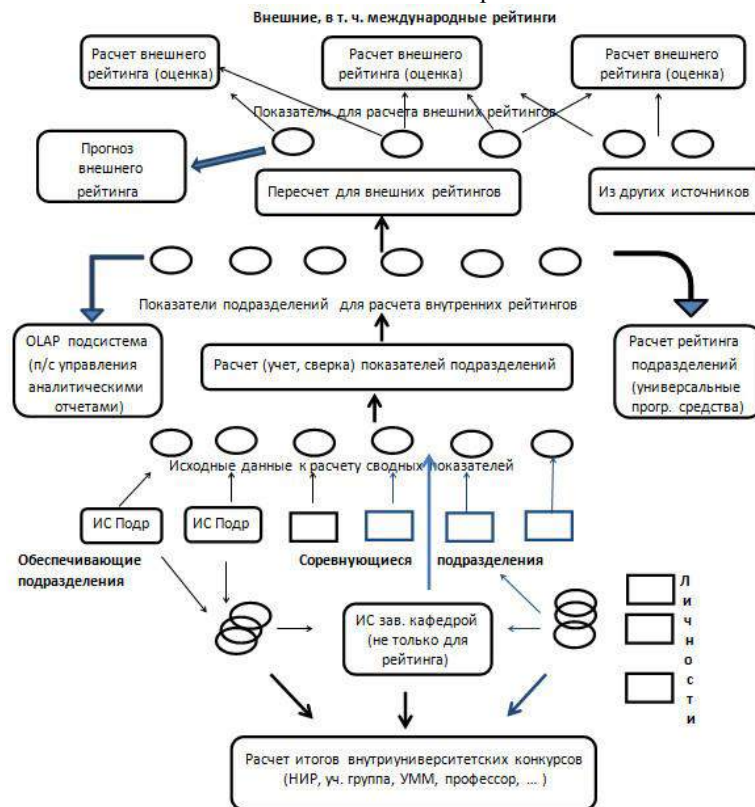 Внешние, в т. ч. международные рейтинги
Расчет внешнего
рейтинга (оценка)
Расчет внешнего
рейтинга (оценка)
Расчет внешнего
рейтинга (оценка)
Показатели для расчета внешних рейтингов
Прогноз
внешнего
рейтинга
Пересчет для внешних рейтингов
Из других источников
Показатели подразделений для расчета внутренних рейтингов
OLAP подсистема
(п/с управления
аналитическими
отчетами)
Расчет (учет, сверка) показателей подразделений
Расчет рейтинга
подразделений
(универсальные
прогр. средства)
Исходные данные к расчету сводных показателей
ИС Подр
ИС Подр
Обеспечивающие
подразделения
Соревнующиеся подразделения
ИС зав. кафедрой
(не только для
рейтинга)
Личности
Расчет итогов внутриуниверситетских конкурсов
(НИР, уч. группа, УММ, профессор, ... )